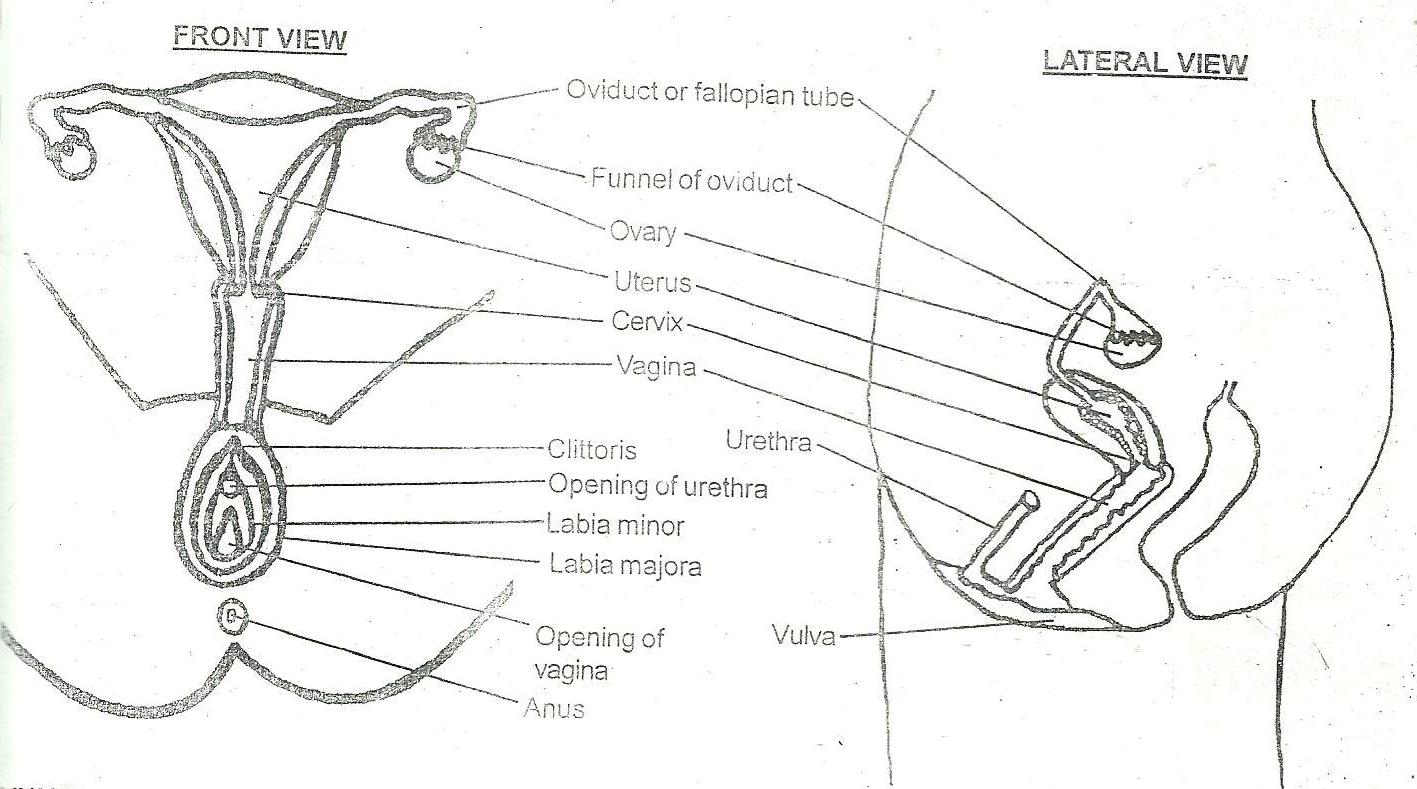 FRONT VIEW
LATERAL VIEW
Oviduct or fallopian tube
Funnel of oviduct
Ovary
Uterus
Cervix
Vagina
Urethra
Clittoris
Opening of urethra
Labia minor
Labia majora
Opening of
vagina
Vulva
Anus